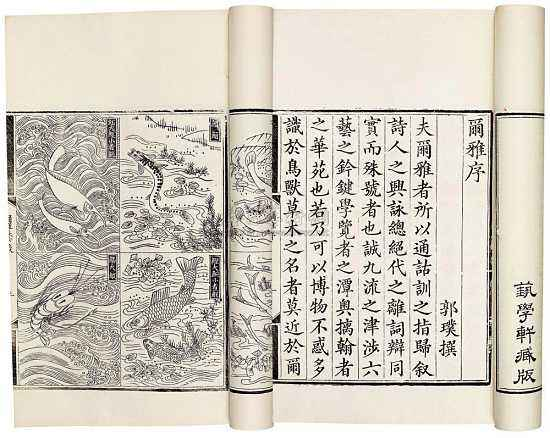 藝學軒藏版
爾雅序
郭璞撰
夫爾雅者所以通詁訓之指歸叙
詩人之興詠總絕代之離詞辯同
實而殊號者也誠九流之津涉六
藝之鈐鍵學覽者之潭奧摛翰者
之華苑也若乃可以博物不惑多
識於鳥獸草木之名者莫近於爾